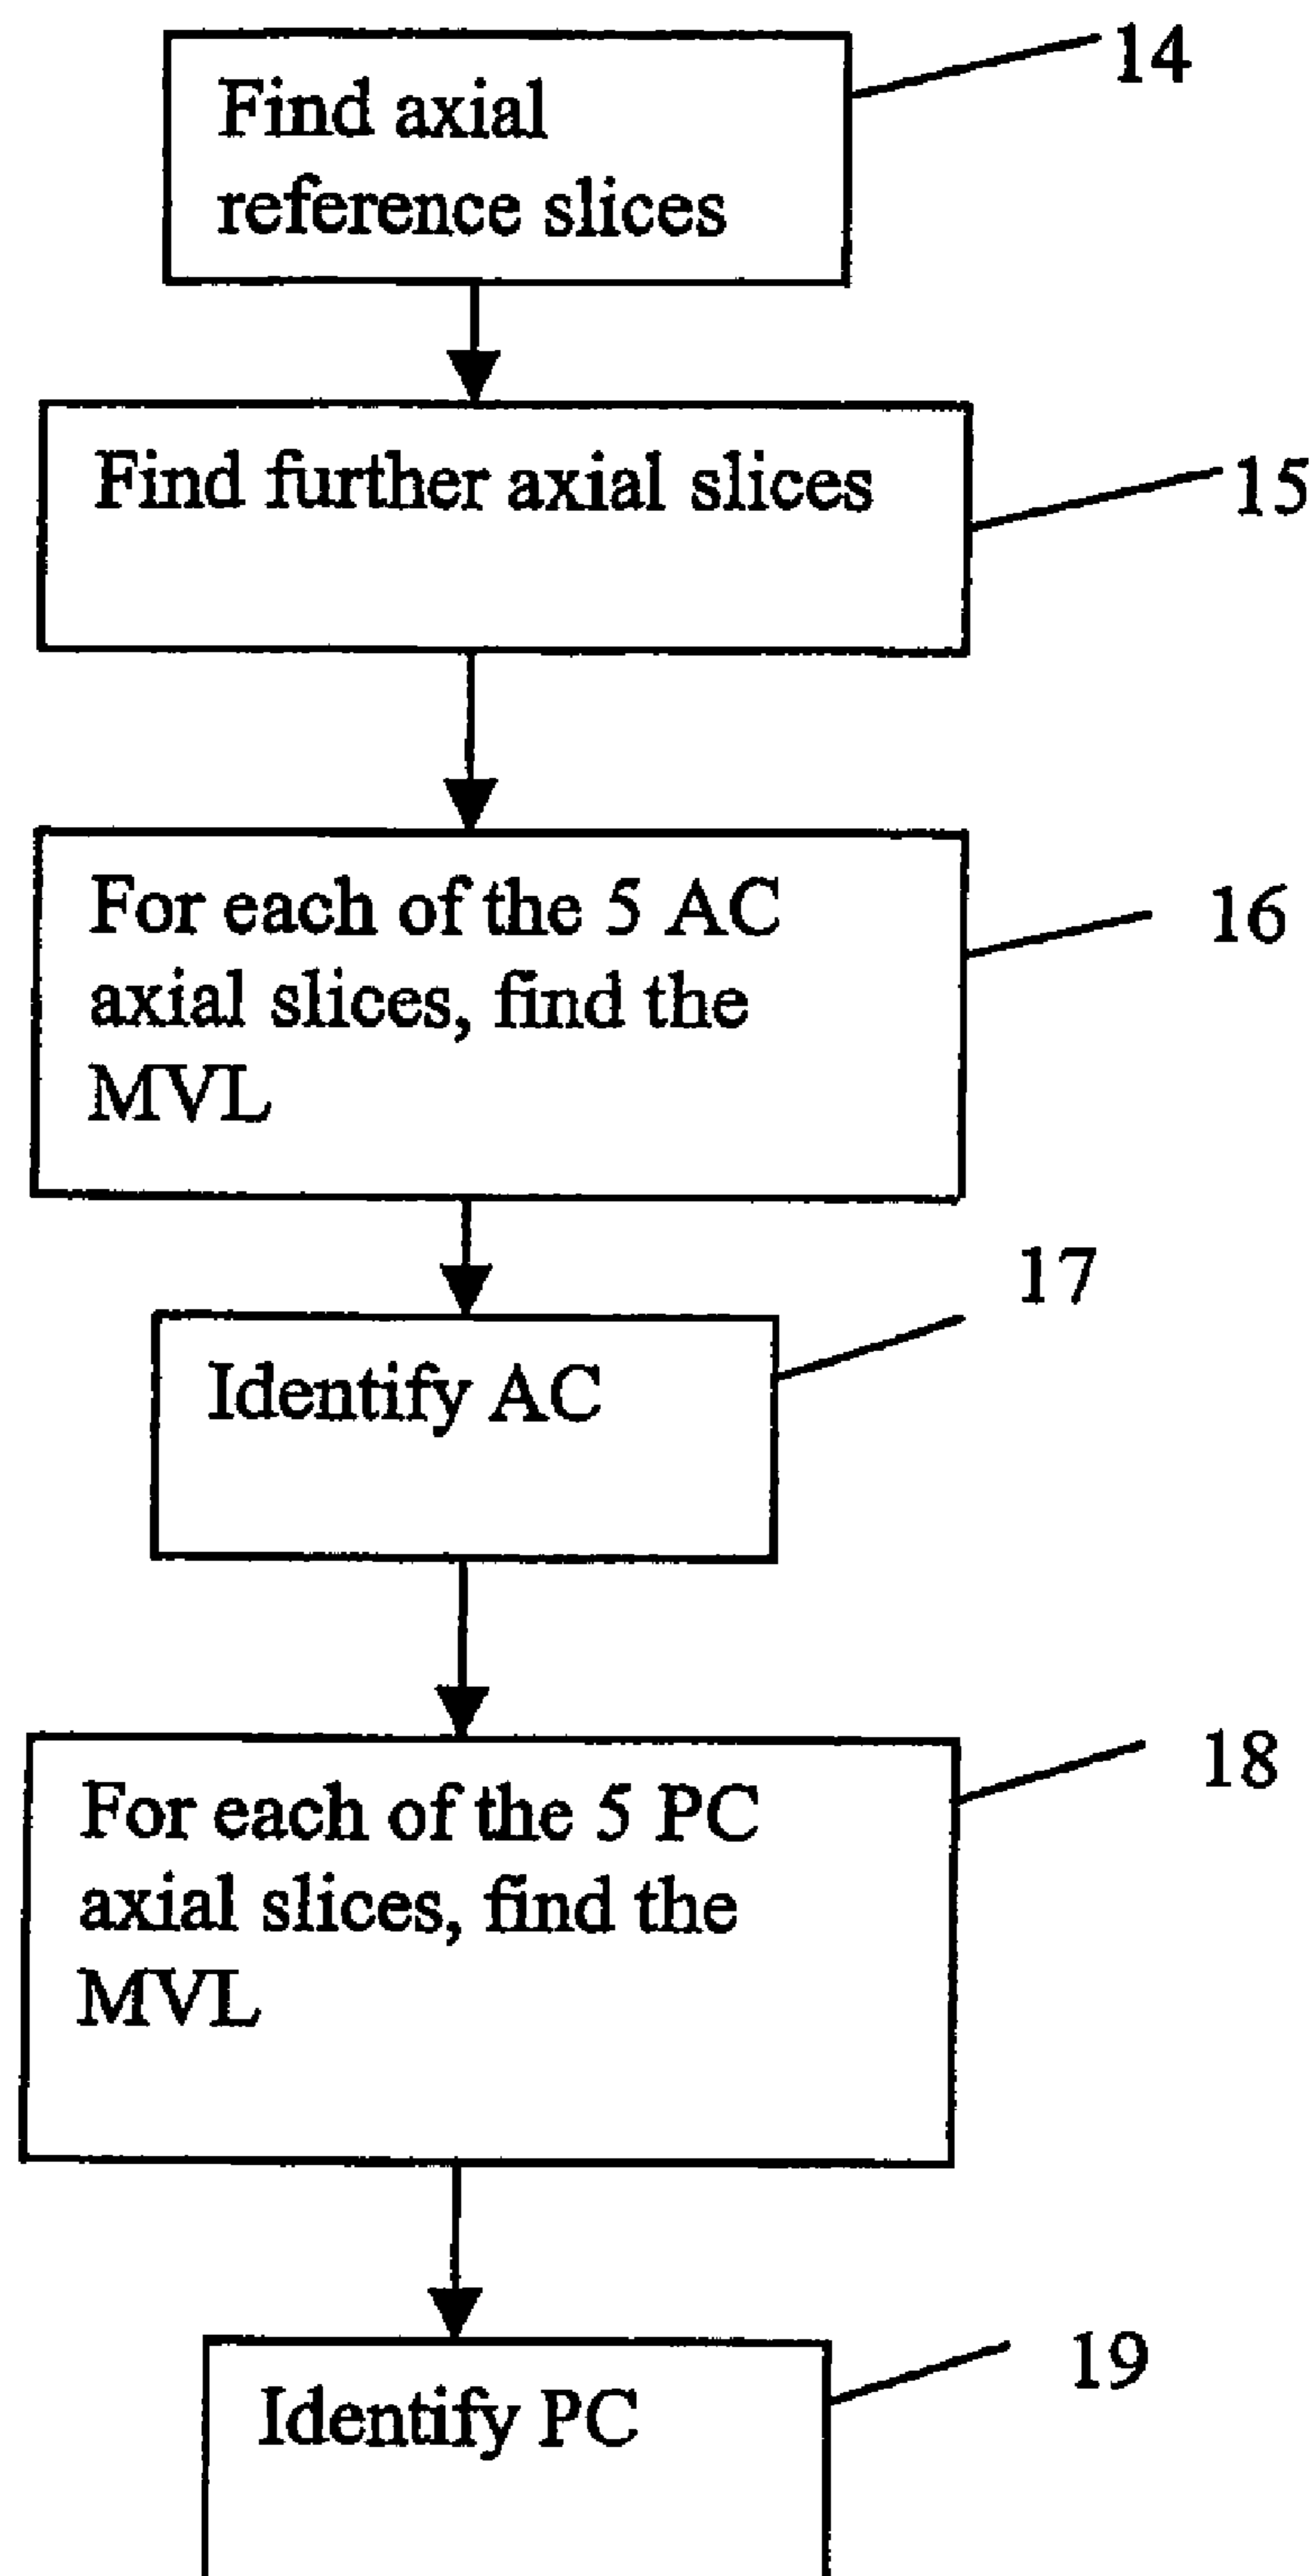 14
Find axial
reference slices
15
Find further axial slices
16
For each of the 5 AC
axial slices, find the
MVL
17
Identify AC
18
For each of the 5 PC
axial slices, find the
MVL
19
Identify PC